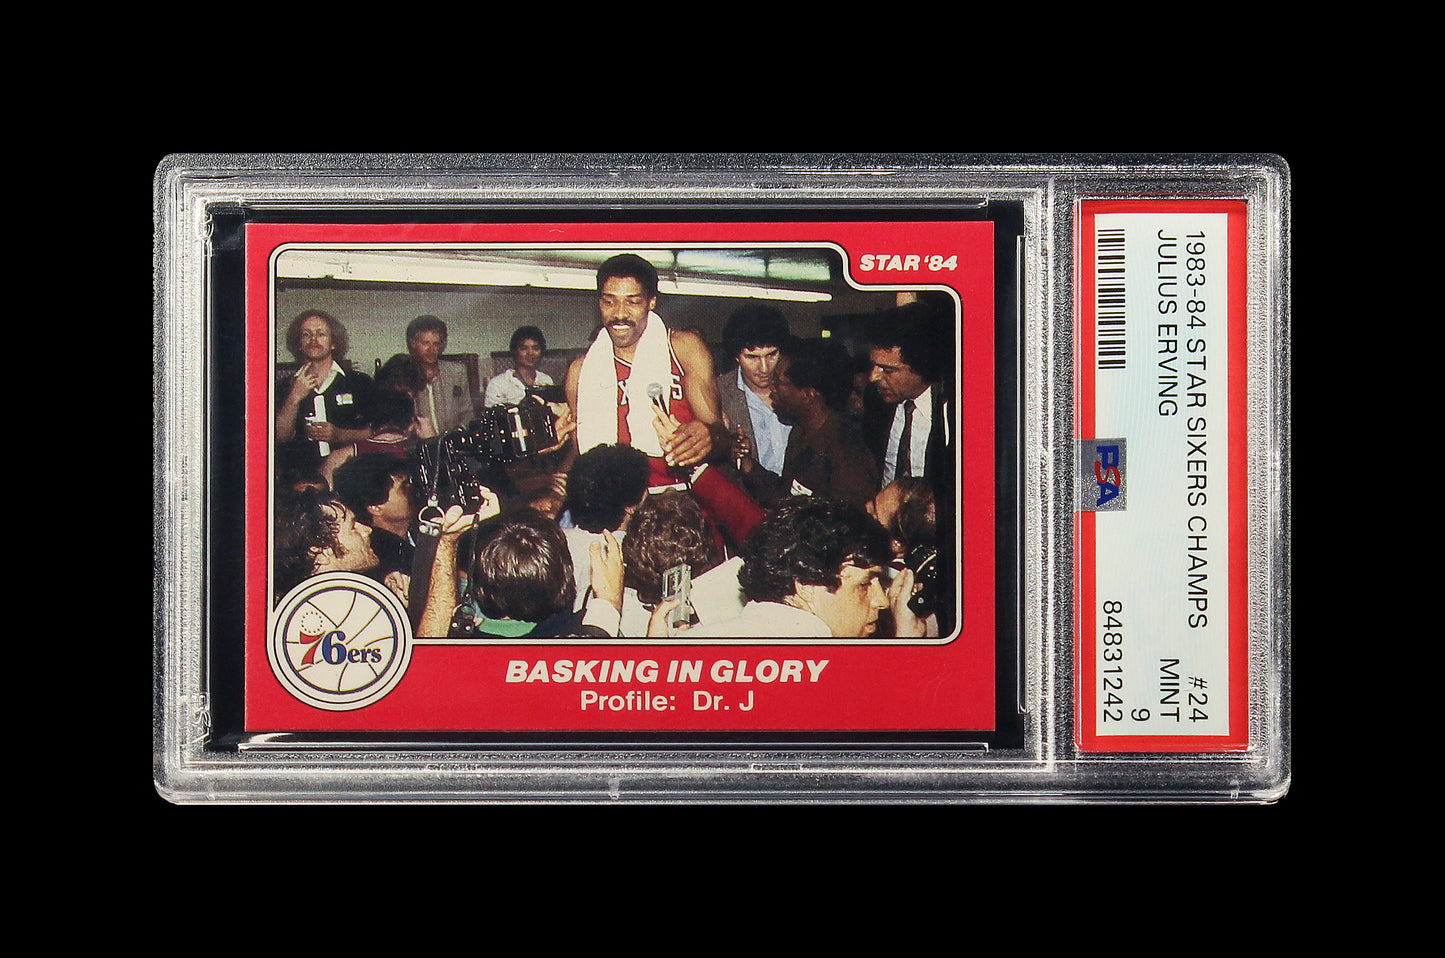 STAR '84
76ers
BASKING IN GLORY
Profile: Dr. J
1983-84 STAR SIXERS CHAMPS #24
JULIUS ERVING MINT
9
PSA
84831242